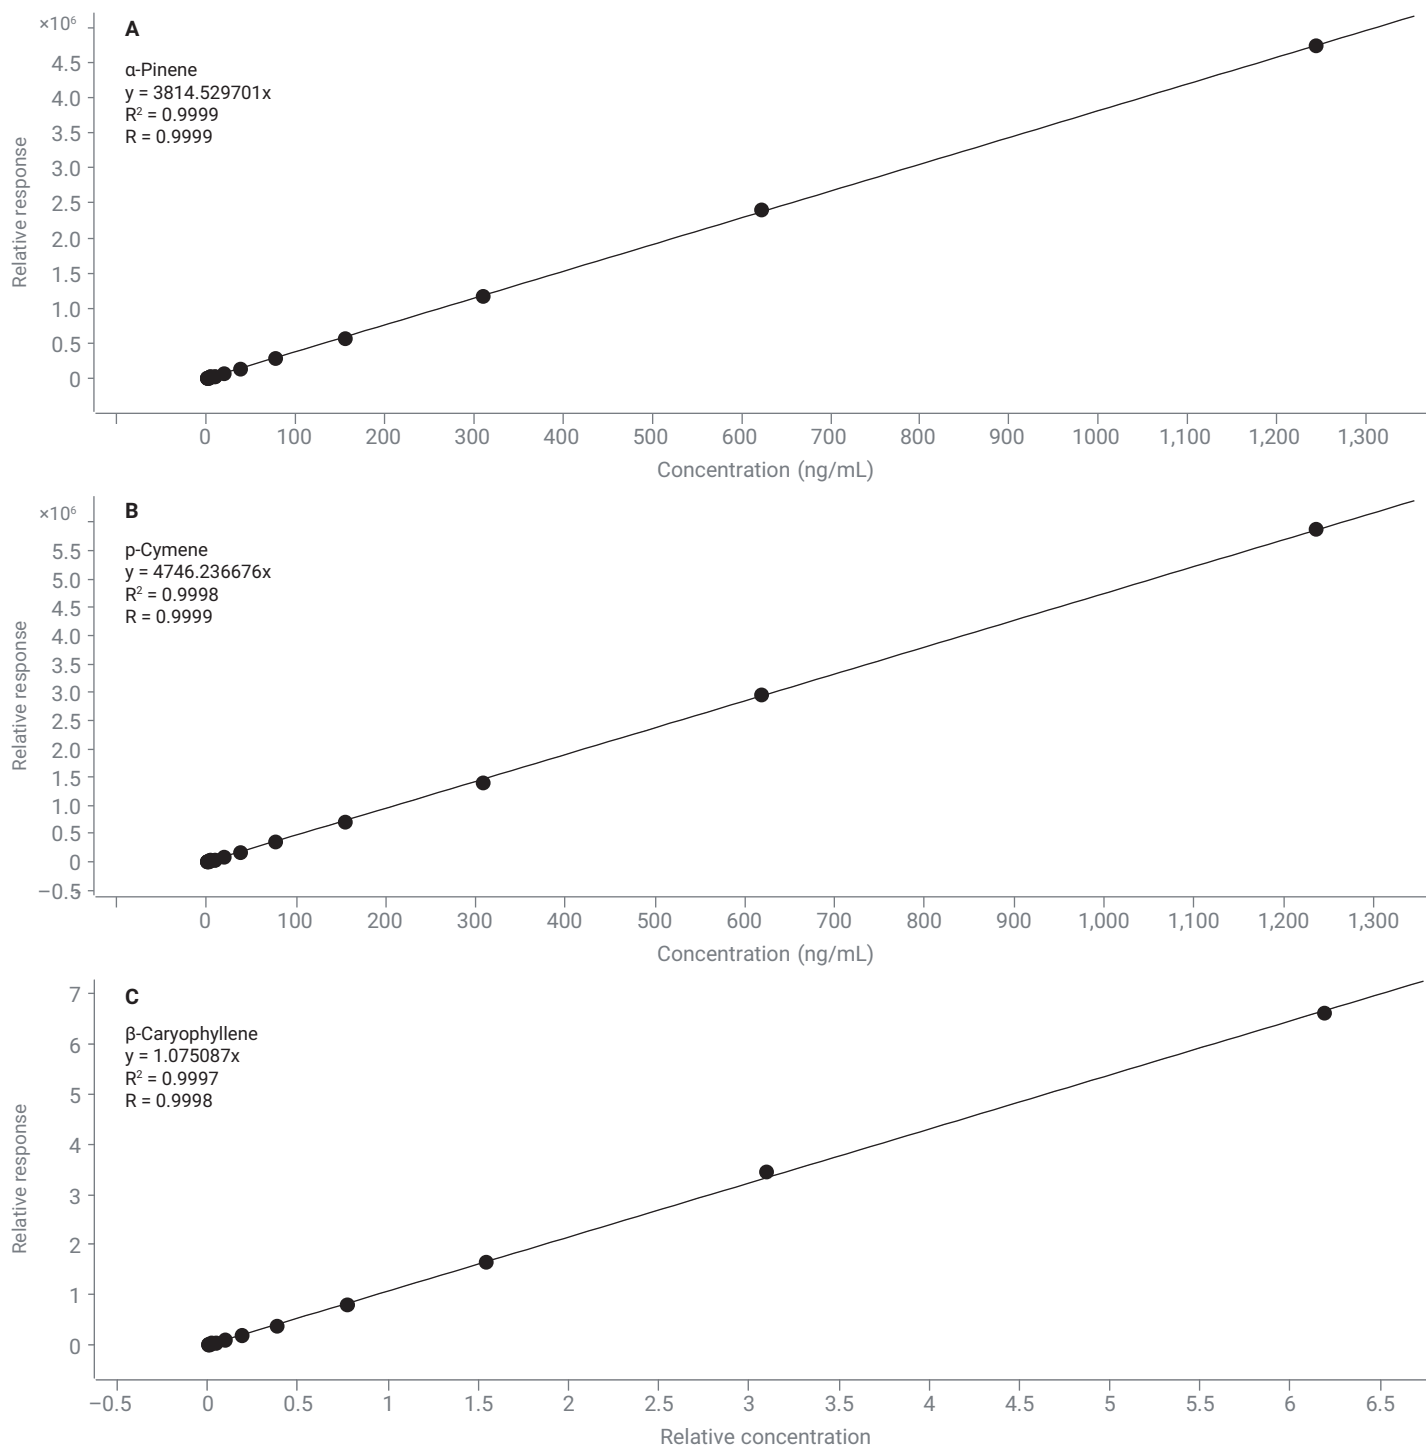 ×10⁶
A
α-Pinene
y = 3814.529701x
R² = 0.9999
R = 0.9999
4.5
4.0
3.5
3.0
2.5
2.0
1.5
1.0
0.5
0
Relative response
0 100 200 300 400 500 600 700 800 900 1000 1,100 1,200 1,300
Concentration (ng/mL)
×10⁶
B
p-Cymene
y = 4746.236676x
R² = 0.9998
R = 0.9999
5.5
5.0
4.5
4.0
3.5
3.0
2.5
2.0
1.5
1.0
0.5
0
−0.5
Relative response
0 100 200 300 400 500 600 700 800 900 1,000 1,100 1,200 1,300
Concentration (ng/mL)
C
β-Caryophyllene
y = 1.075087x
R² = 0.9997
R = 0.9998
7
6
5
4
3
2
1
0
Relative response
−0.5 0 0.5 1 1.5 2 2.5 3 3.5 4 4.5 5 5.5 6 6.5
Relative concentration